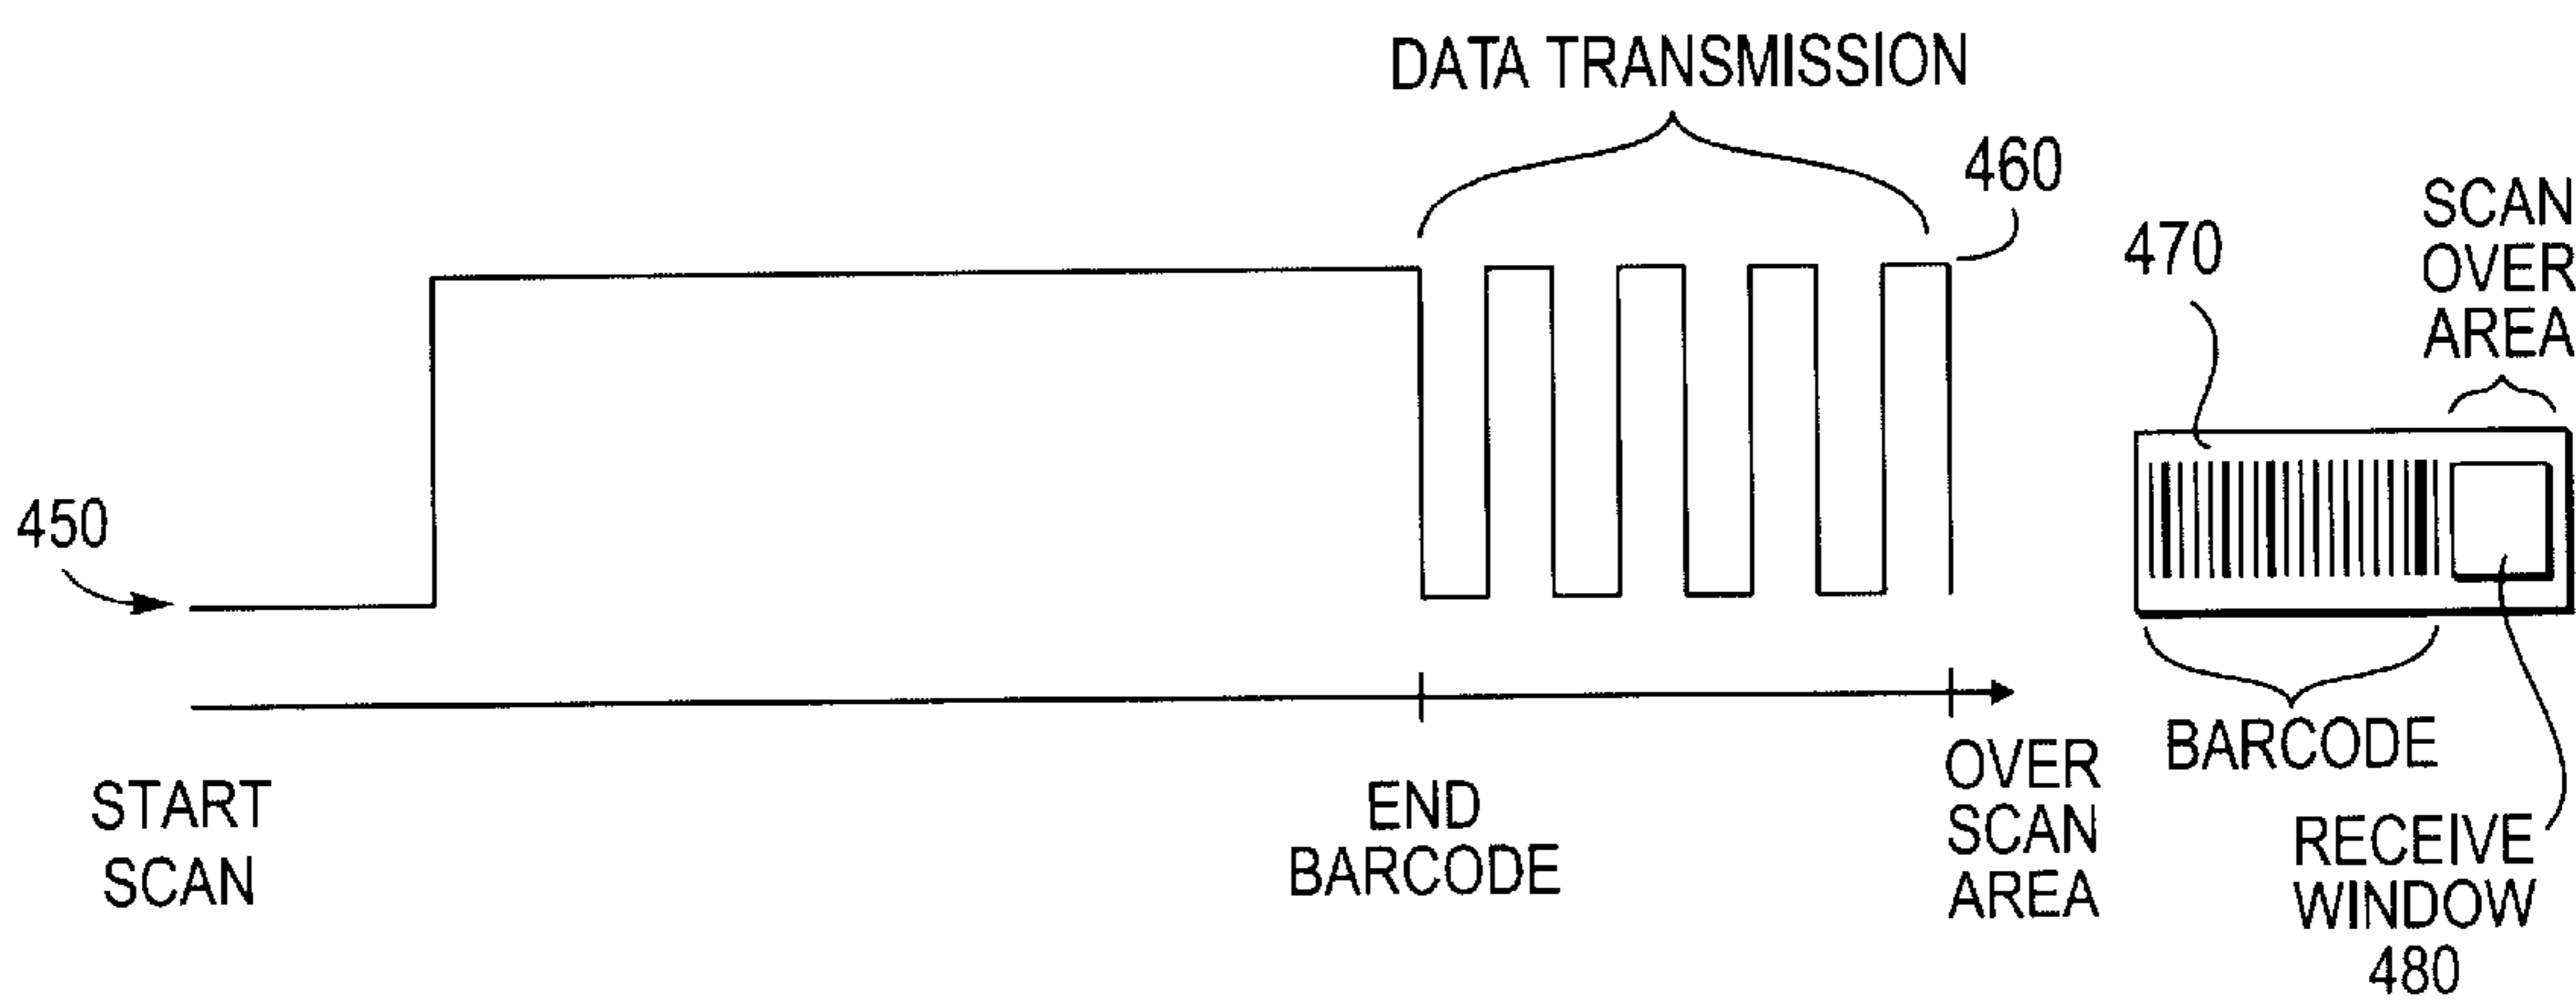 DATA TRANSMISSION
460
470
SCAN
OVER
AREA
450
START
SCAN
END
BARCODE
OVER
SCAN
AREA
BARCODE
RECEIVE
WINDOW
480